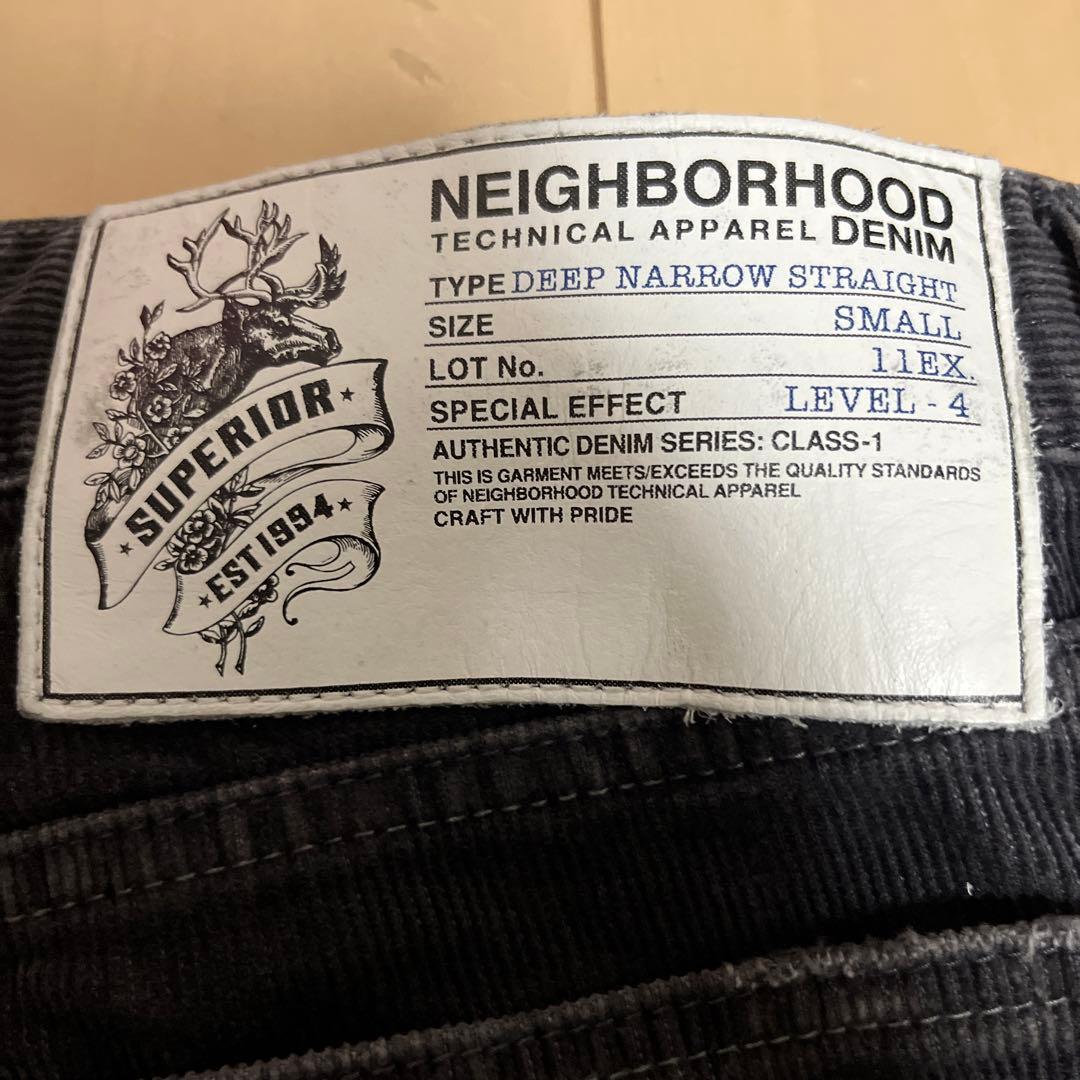 NEIGHBORHOOD
TECHNICAL APPAREL DENIM
TYPE DEEP NARROW STRAIGHT
SIZE SMALL
LOT No. 11EX.
SPECIAL EFFECT LEVEL - 4
AUTHENTIC DENIM SERIES: CLASS-1
THIS IS GARMENT MEETS/EXCEEDS THE QUALITY STANDARDS
OF NEIGHBORHOOD TECHNICAL APPAREL
CRAFT WITH PRIDE
SUPERIOR
EST 1994